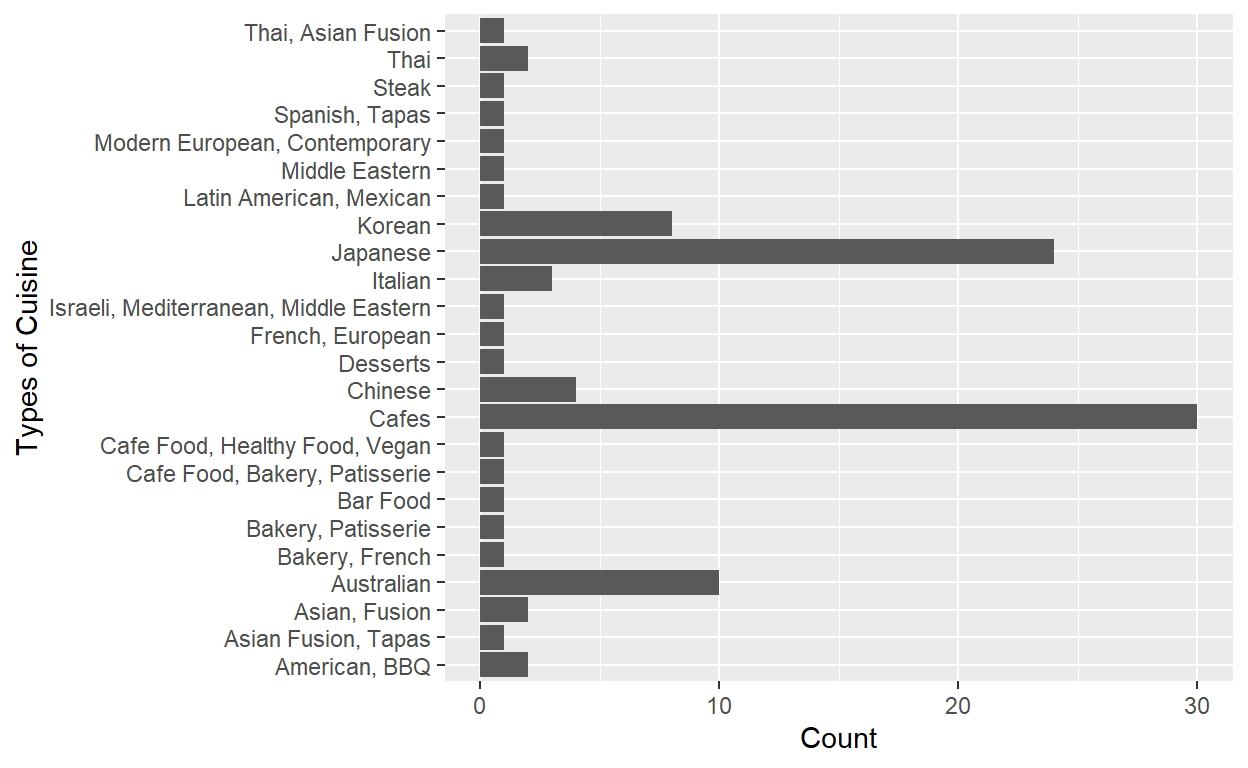 Thai, Asian Fusion
Thai
Steak
Spanish, Tapas
Modern European, Contemporary
Middle Eastern
Latin American, Mexican
Korean
Japanese
Italian
Israeli, Mediterranean, Middle Eastern
French, European
Desserts
Chinese
Cafes
Cafe Food, Healthy Food, Vegan
Cafe Food, Bakery, Patisserie
Bar Food
Bakery, Patisserie
Bakery, French
Australian
Asian, Fusion
Asian Fusion, Tapas
American, BBQ
Types of Cuisine
0 10 20 30
Count